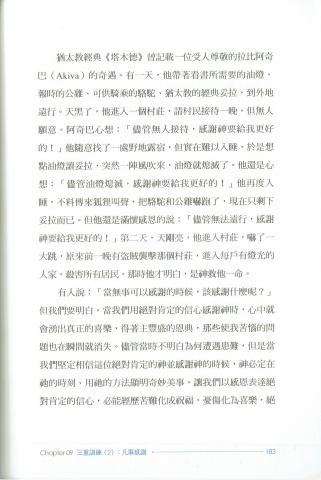 猶太教經典《塔木德》曾記載一位受人尊敬的拉比阿奇
巴（Akiva）的奇遇。有一天，他帶著看書所需要的油燈、
報時的公雞、可供騎乘的駱駝、猶太教的經典妥拉，到外地
遠行。天黑了，他進入一個村莊，請村民接待一晚，但無人
願意。阿奇巴心想：「儘管無人接待，感謝神要給我更好
的！」他隨意找了一處野地露宿，但實在難以入睡，於是想
點油燈讀妥拉，突然一陣風吹來，油燈就熄滅了。他還是心
想：「儘管油燈熄滅，感謝神要給我更好的！」他再度入
睡，不料傳來狐狸叫聲，把駱駝和公雞嚇跑了，現在只剩下
妥拉而已。但他還是滿懷感恩的說：「儘管無法遠行，感謝
神要給我更好的！」第二天，天剛亮，他進入村莊，嚇了一
大跳，原來前一晚有盜賊襲擊那個村莊，進入每戶有燈光的
人家，殺害所有居民。那時他才明白，是神救他一命。
有人說：「當無事可以感謝的時候，該感謝什麼呢？」
但我們要明白，當我們用絕對肯定的信心感謝神時，心中就
會湧出真正的喜樂，得著主豐盛的恩典，那些使我苦惱的問
題也在瞬間就消失。儘管當時不明白為何遭遇患難，但是當
我們堅定相信這位絕對肯定的神並感謝神的時候，神必定在
祂的時刻、用祂的方法顯明奇妙美事，讓我們以感恩表達絕
對肯定的信心，必能經歷苦難化成祝福，憂傷化為喜樂，絕
Chapter 09 三重訓練（2）：凡事感謝
183